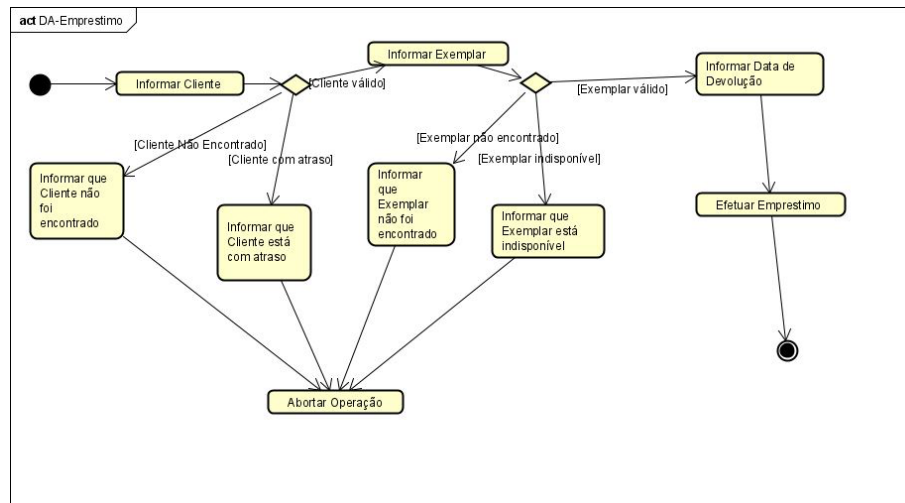 act DA-Emprestimo
Informar Cliente
[Cliente válido]
Informar Exemplar
[Exemplar válido]
Informar Data de
Devolução
[Cliente Não Encontrado]
[Cliente com atraso]
[Exemplar não encontrado]
[Exemplar indisponível]
Informar que
Cliente não
foi
encontrado
Informar que
Cliente está
com atraso
Informar
que
Exemplar
não foi
encontrado
Informar que
Exemplar está
indisponível
Efetuar Emprestimo
Abortar Operação